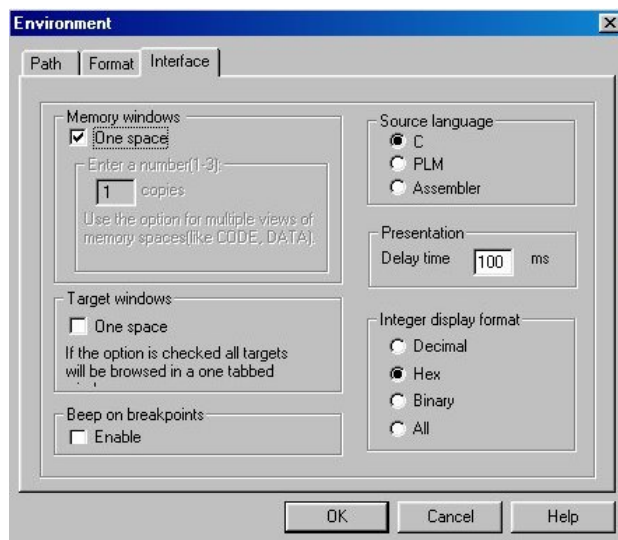 Environment
Path
Format
Interface
Memory windows
One space
Enter a number(1-3):
1 copies
Use the option for multiple views of
memory spaces(like CODE, DATA).
Target windows
One space
If the option is checked all targets
will be browsed in a one tabbed
Beep on breakpoints
Enable
Source language
C
PLM
Assembler
Presentation
Delay time 100 ms
Integer display format
Decimal
Hex
Binary
All
OK
Cancel
Help